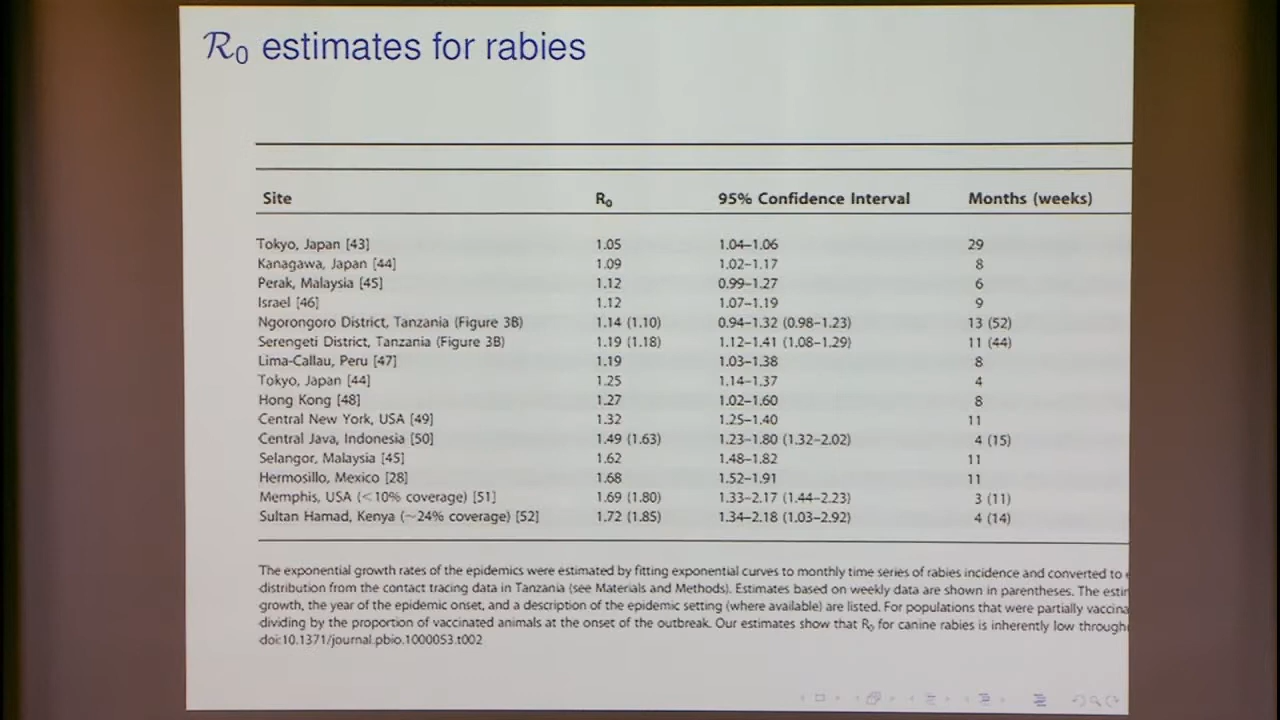 R0 estimates for rabies
Site R0 95% Confidence Interval Months (weeks)
Tokyo, Japan [43] 1.05 1.04–1.06 29
Kanagawa, Japan [44] 1.09 1.02–1.17 8
Perak, Malaysia [45] 1.12 0.99–1.27 6
Israel [46] 1.12 1.07–1.19 9
Ngorongoro District, Tanzania (Figure 3B) 1.14 (1.10) 0.94–1.32 (0.98–1.23) 13 (52)
Serengeti District, Tanzania (Figure 3B) 1.19 (1.18) 1.12–1.41 (1.08–1.29) 11 (44)
Lima-Callau, Peru [47] 1.19 1.03–1.38 8
Tokyo, Japan [44] 1.25 1.14–1.37 4
Hong Kong [48] 1.27 1.02–1.60 8
Central New York, USA [49] 1.32 1.25–1.40 11
Central Java, Indonesia [50] 1.49 (1.63) 1.23–1.80 (1.32–2.02) 4 (15)
Selangor, Malaysia [45] 1.62 1.48–1.82 11
Hermosillo, Mexico [28] 1.68 1.52–1.91 11
Memphis, USA (<10% coverage) [51] 1.69 (1.80) 1.33–2.17 (1.44–2.23) 3 (11)
Sultan Hamad, Kenya (~24% coverage) [52] 1.72 (1.85) 1.34–2.18 (1.03–2.92) 4 (14)
The exponential growth rates of the epidemics were estimated by fitting exponential curves to monthly time series of rabies incidence and converted to
distribution from the contact tracing data in Tanzania (see Materials and Methods). Estimates based on weekly data are shown in parentheses. The
growth, the year of the epidemic onset, and a description of the epidemic setting (where available) are listed. For populations that were partially
dividing by the proportion of vaccinated animals at the onset of the outbreak. Our estimates show that R0 for canine rabies is inherently low
doi:10.1371/journal.pbio.1000053.t002